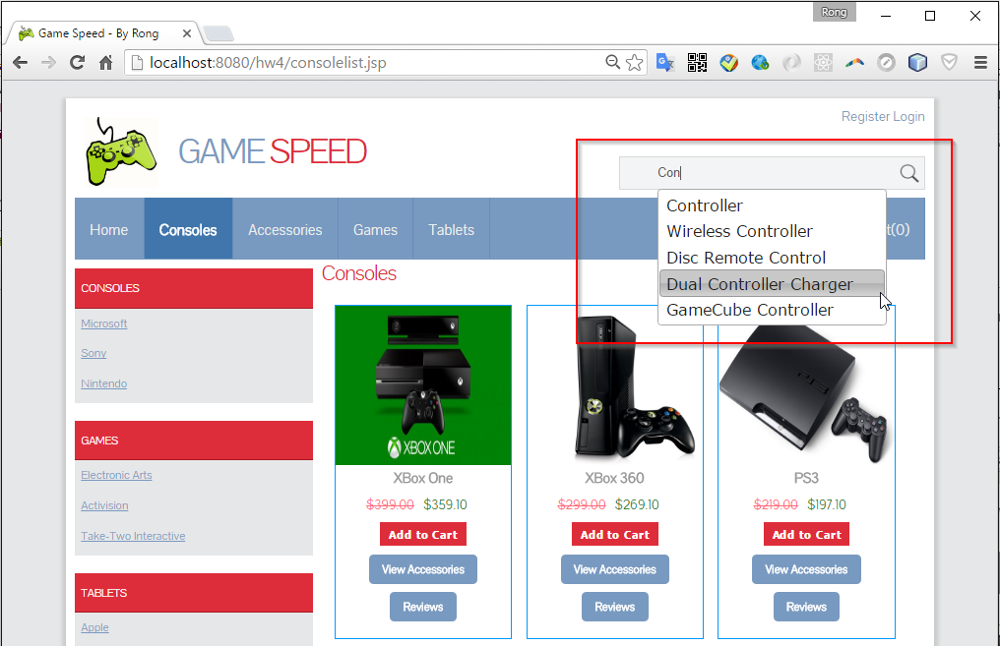 Rong
Game Speed - By Rong
localhost:8080/hw4/consolelist.jsp
Register Login
GAME SPEED
Con
Home Consoles Accessories Games Tablets t(0)
Controller
Wireless Controller
Disc Remote Control
Dual Controller Charger
GameCube Controller
CONSOLES
Microsoft
Sony
Nintendo
GAMES
Electronic Arts
Activision
Take-Two Interactive
TABLETS
Apple
Consoles
XBOX ONE
XBox One
$399.00 $359.10
Add to Cart
View Accessories
Reviews
XBox 360
$299.00 $269.10
Add to Cart
View Accessories
Reviews
PS3
$219.00 $197.10
Add to Cart
View Accessories
Reviews